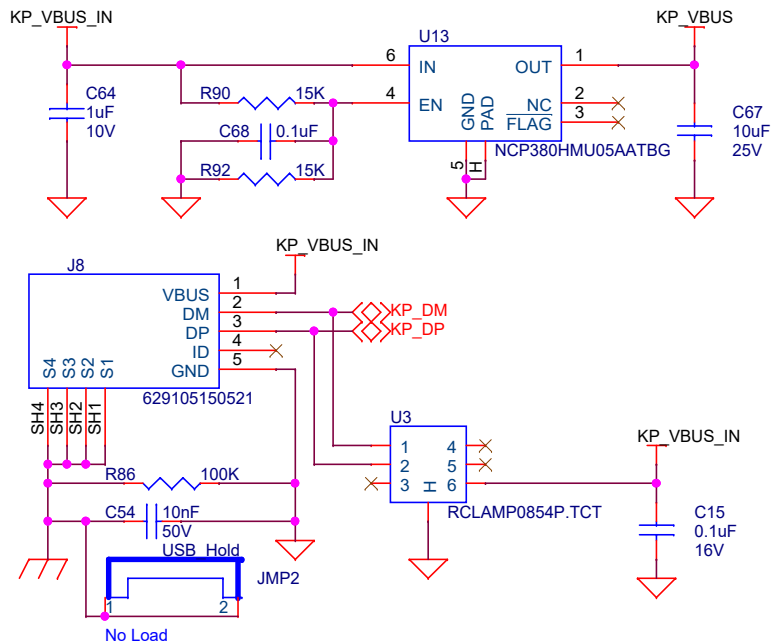 KP_VBUS_IN
KP_VBUS
U13
6
IN
OUT
1
C64
1uF
10V
R90
15K
4
EN
NC
2
FLAG
3
GND
PAD
C68
0.1uF
R92
15K
5
H
NCP380HMU05AATBG
C67
10uF
25V
KP_VBUS_IN
J8
VBUS
1
DM
2
KP_DM
DP
3
KP_DP
ID
4
GND
5
S4
S3
S2
S1
629105150521
SH4
SH3
SH2
SH1
U3
1
4
2
5
3
H
6
KP_VBUS_IN
RCLAMP0854P.TCT
R86
100K
C54
10nF
50V
C15
0.1uF
16V
USB_Hold
JMP2
1
2
No Load